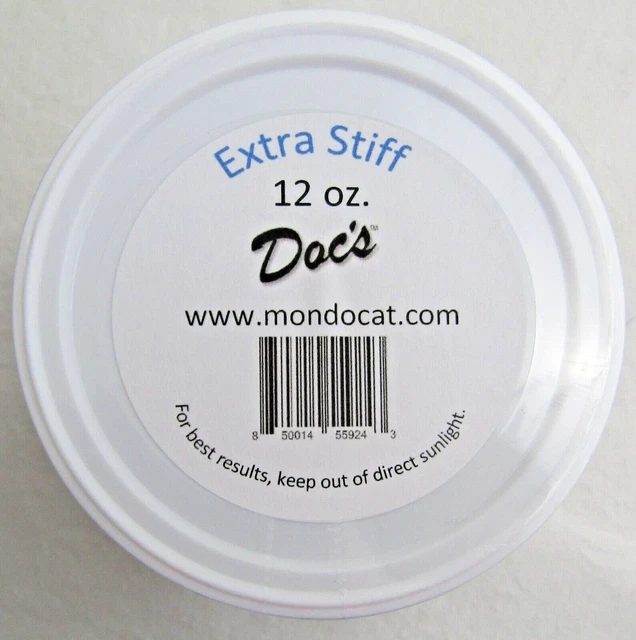 Extra Stiff
12 oz.
Doc's™
www.mondocat.com
8 50014 55924 3
For best results, keep out of direct sunlight.